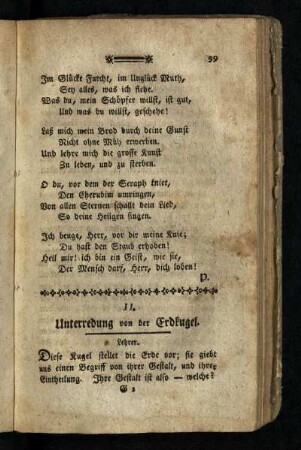 99
Im Glücke Furcht, im Unglück Muth,
Sey alles, was ich flehe.
Was du, mein Schöpfer willst, ist gut,
Und was du willst, geschehe!
Laß mich mein Brod durch deine Gunst
Nicht ohne Müh erwerben.
Und lehre mich die grosse Kunst
Zu leben, und zu sterben.
O du, vor dem der Seraph kniet,
Den Cherubim umringen,
Von allen Sternen schallt dein Lied,
So deine Heiligen singen.
Ich beuge, Herr, vor dir meine Knie;
Du hast den Staub erhoben!
Heil mir! ich bin ein Geist, wie sie,
Der Mensch darf, Herr, dich loben!
P.
II.
Unterredung von der Erdkugel.
Lehrer.
Diese Kugel stellet die Erde vor; sie giebt
uns einen Begriff von ihrer Gestalt, und ihrer
Eintheilung. Ihre Gestalt ist also — welche?
G 2